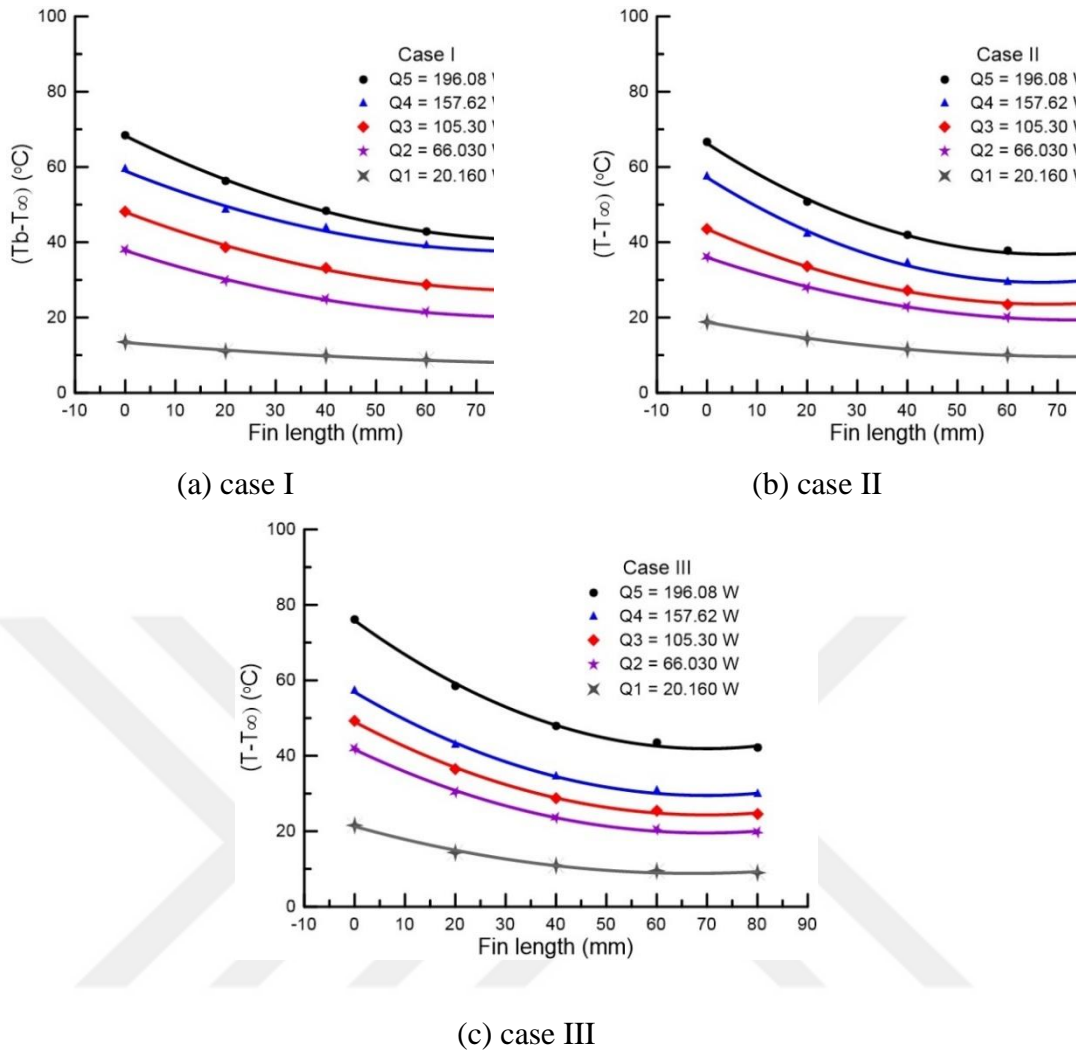 Case I
Q5 = 196.08 W
Q4 = 157.62 W
Q3 = 105.30 W
Q2 = 66.030 W
Q1 = 20.160 W
(Tb-T∞) (°C)
100
80
60
40
20
0
-10 0 10 20 30 40 50 60 70
Fin length (mm)
(a) case I
Case II
Q5 = 196.08 W
Q4 = 157.62 W
Q3 = 105.30 W
Q2 = 66.030 W
Q1 = 20.160 W
(T-T∞) (°C)
100
80
60
40
20
0
-10 0 10 20 30 40 50 60 70
Fin length (mm)
(b) case II
Case III
Q5 = 196.08 W
Q4 = 157.62 W
Q3 = 105.30 W
Q2 = 66.030 W
Q1 = 20.160 W
(T-T∞) (°C)
100
80
60
40
20
0
-10 0 10 20 30 40 50 60 70 80 90
Fin length (mm)
(c) case III